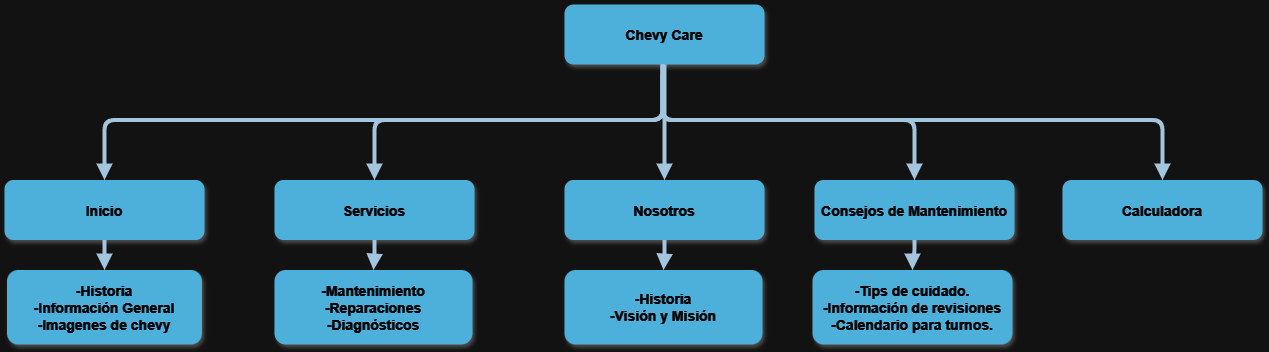 Chevy Care
Inicio
Servicios
Nosotros
Consejos de Mantenimiento
Calculadora
-Historia
-Información General
-Imagenes de chevy
-Mantenimiento
-Reparaciones
-Diagnósticos
-Historia
-Visión y Misión
-Tips de cuidado.
-Información de revisiones
-Calendario para turnos.